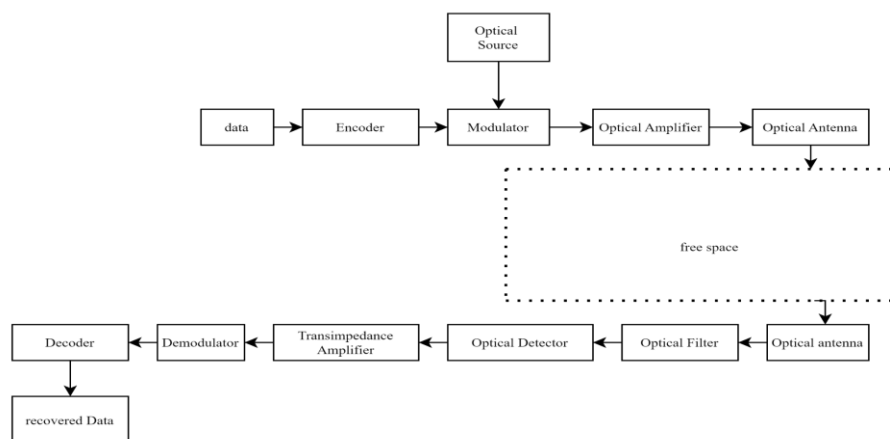 Optical
Source
data
Encoder
Modulator
Optical Amplifier
Optical Antenna
free space
Decoder
Demodulator
Transimpedance
Amplifier
Optical Detector
Optical Filter
Optical antenna
recovered Data